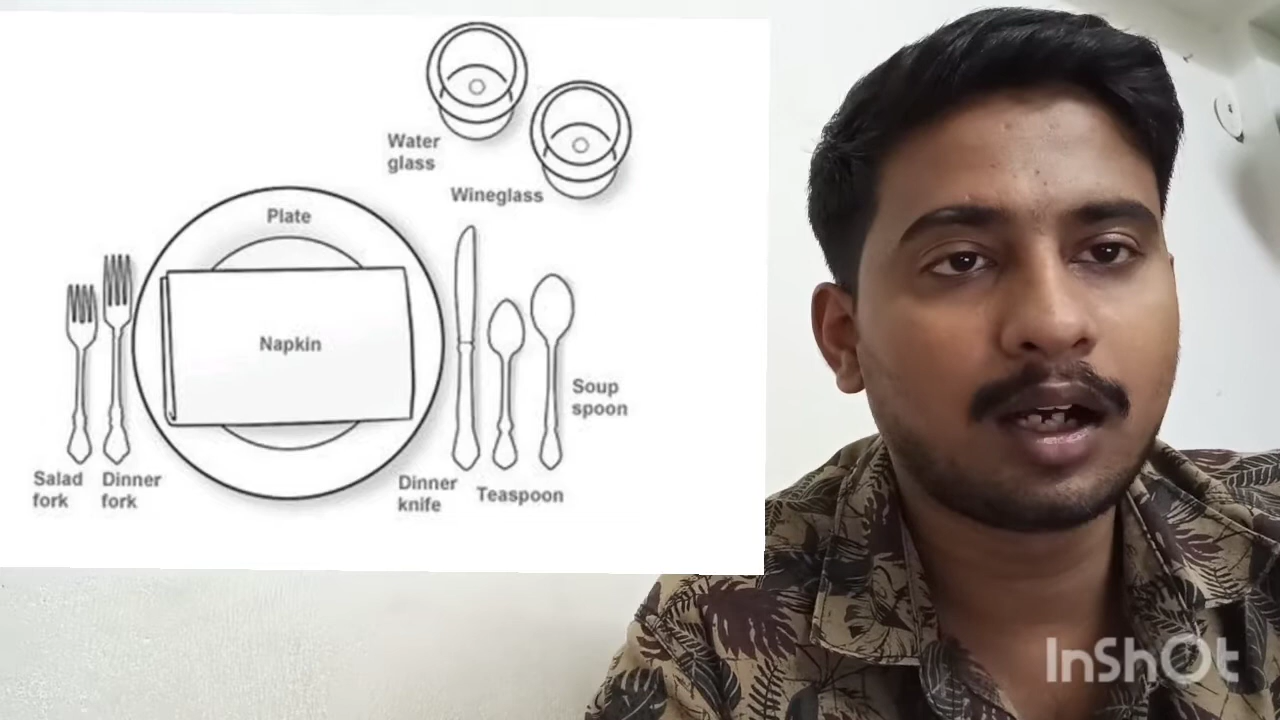 Water
glass
Wineglass
Plate
Napkin
Soup
spoon
Salad
fork
Dinner
fork
Dinner
knife
Teaspoon
InShOt